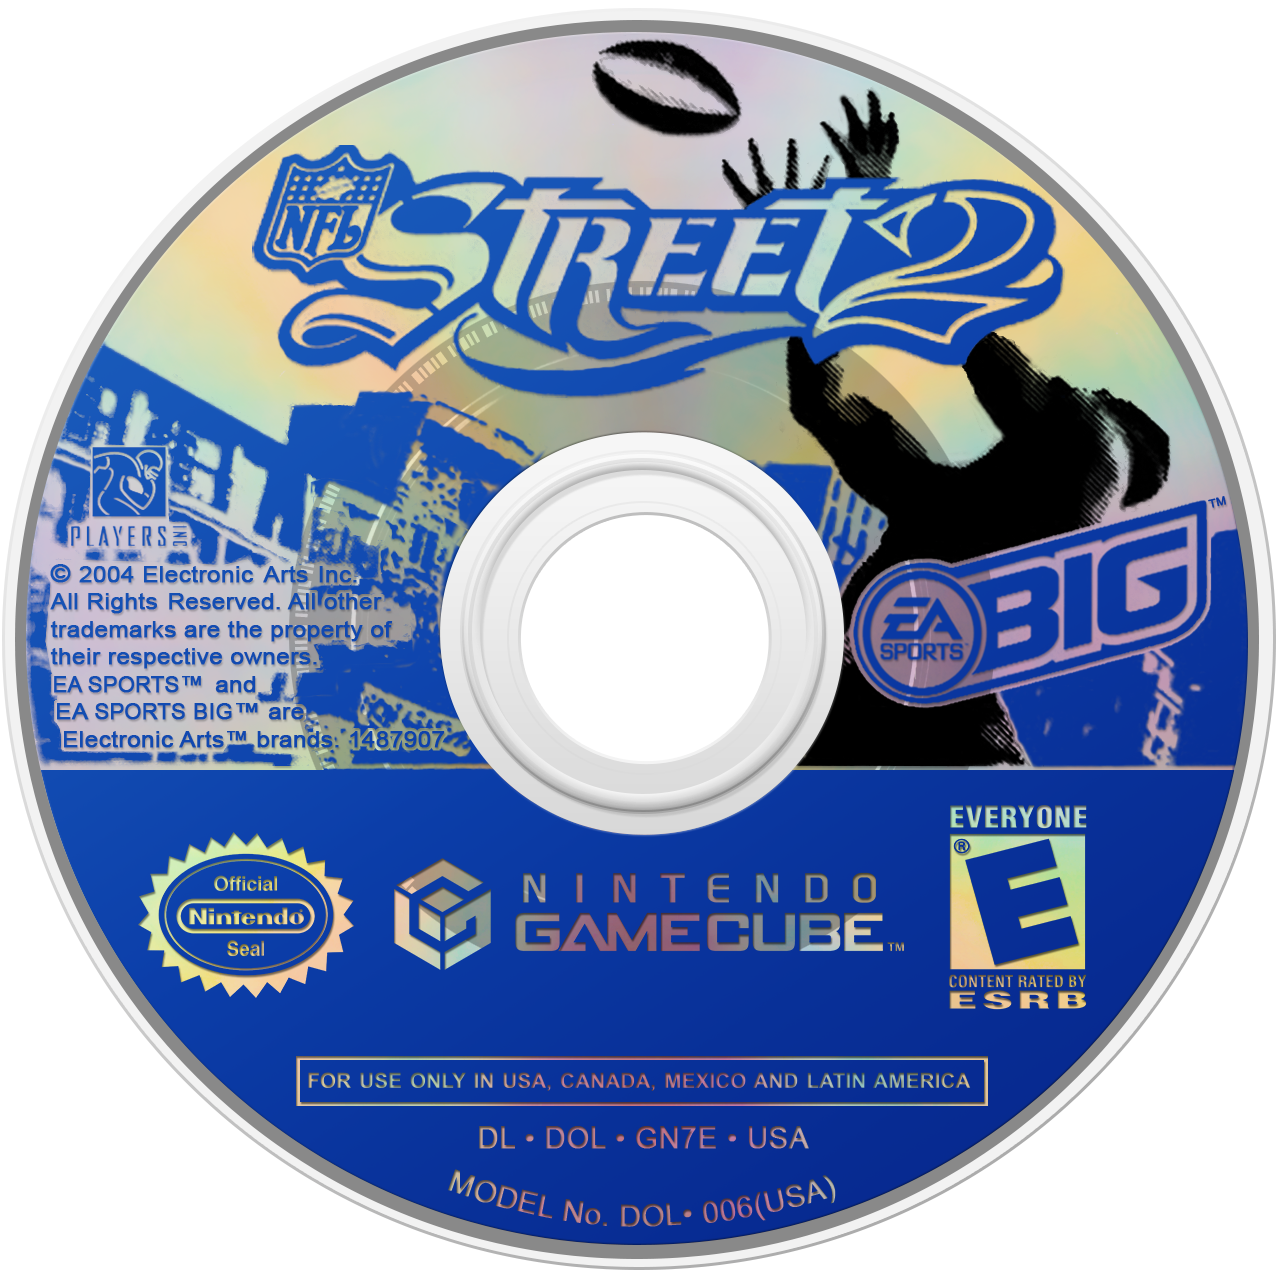 NFL STREET 2
PLAYERS INC
EA SPORTS™ BIG™
© 2004 Electronic Arts Inc.
All Rights Reserved. All other
trademarks are the property of
their respective owners.
EA SPORTS™ and
EA SPORTS BIG™ are
Electronic Arts™ brands. 1487907
Official
Nintendo®
Seal
NINTENDO
GAMECUBE™
EVERYONE
E®
CONTENT RATED BY
ESRB
FOR USE ONLY IN USA, CANADA, MEXICO AND LATIN AMERICA
DL • DOL • GN7E • USA
MODEL No. DOL• 006(USA)